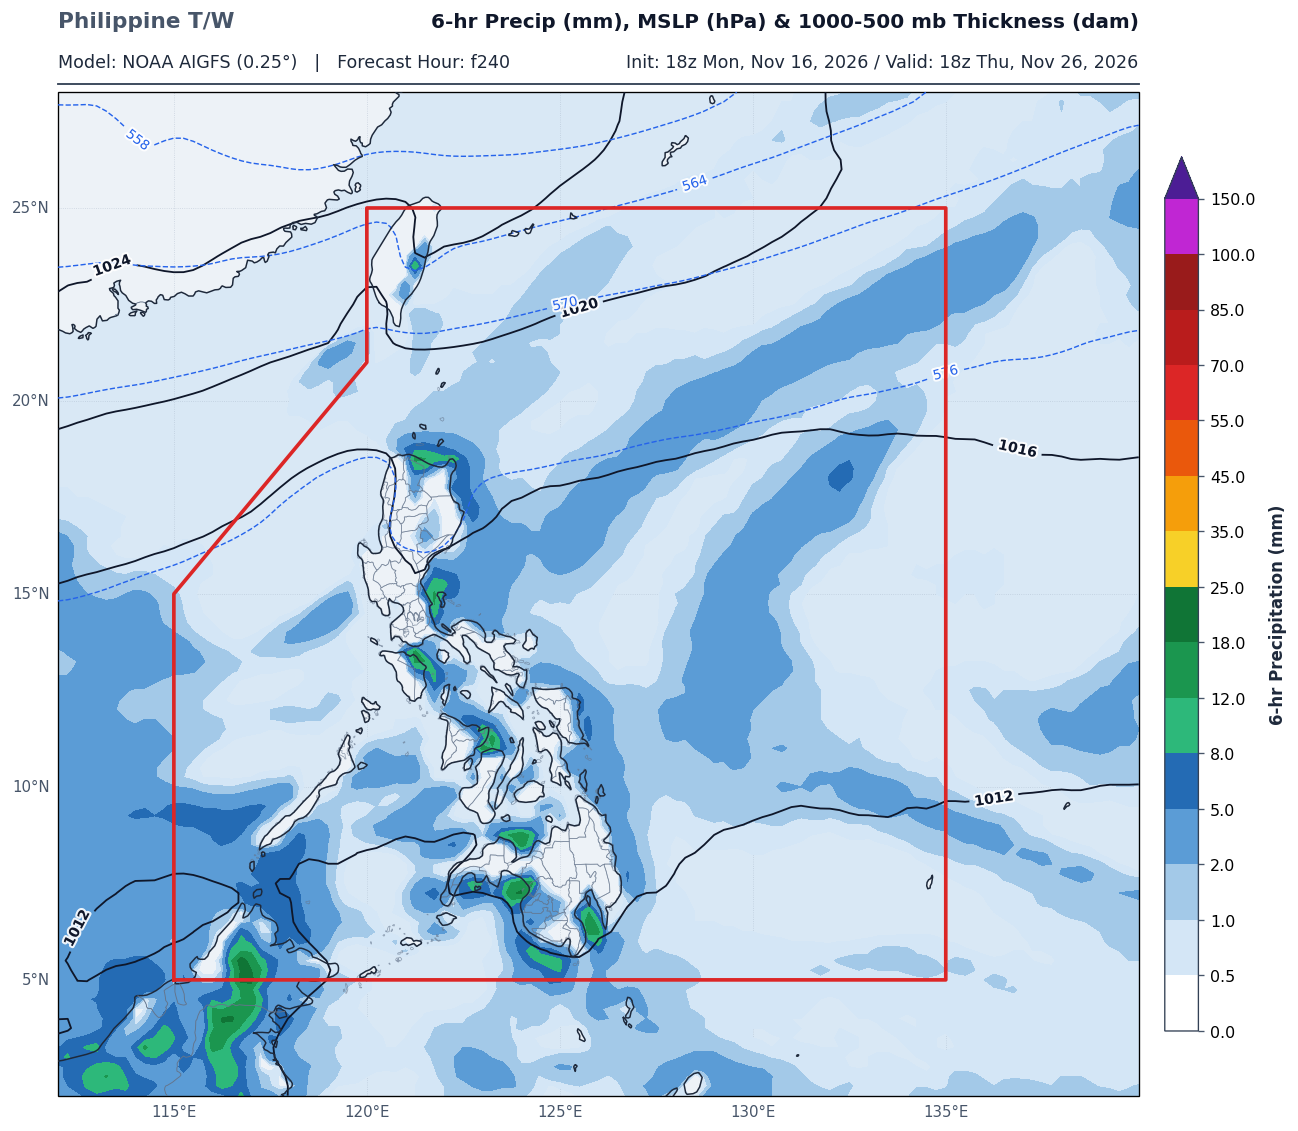 Philippine T/W
6-hr Precip (mm), MSLP (hPa) & 1000-500 mb Thickness (dam)
Model: NOAA AIGFS (0.25°) | Forecast Hour: f240
Init: 18z Mon, Nov 16, 2026 / Valid: 18z Thu, Nov 26, 2026
558
564
570
576
1024
1020
1016
1012
1012
25°N
20°N
15°N
10°N
5°N
115°E
120°E
125°E
130°E
135°E
150.0
100.0
85.0
70.0
55.0
45.0
35.0
25.0
18.0
12.0
8.0
5.0
2.0
1.0
0.5
0.0
6-hr Precipitation (mm)